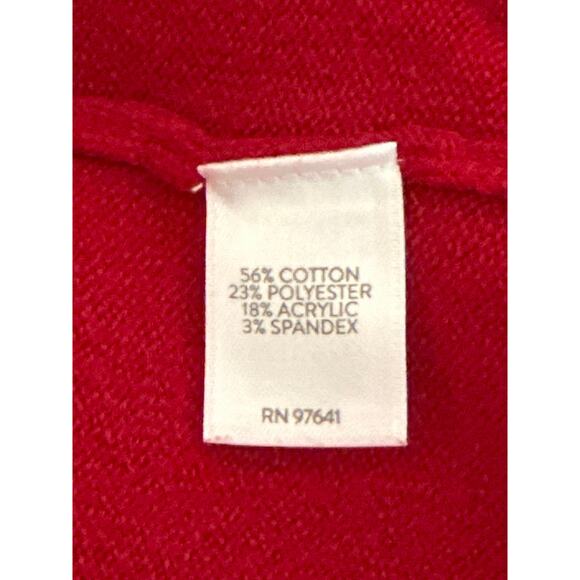 56% COTTON
23% POLYESTER
18% ACRYLIC
3% SPANDEX
RN 97641